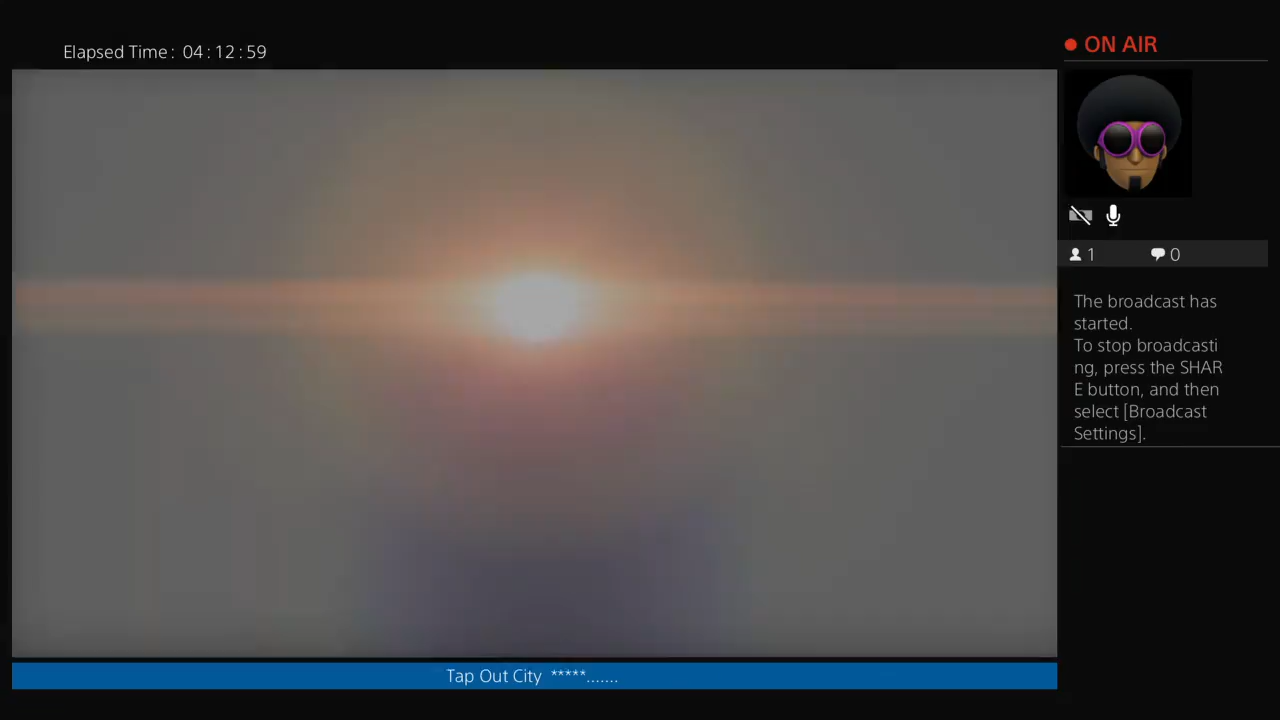 Elapsed Time: 04:12:59
ON AIR
1 0
The broadcast has
started.
To stop broadcasti
ng, press the SHAR
E button, and then
select [Broadcast
Settings].
Tap Out City *****.......